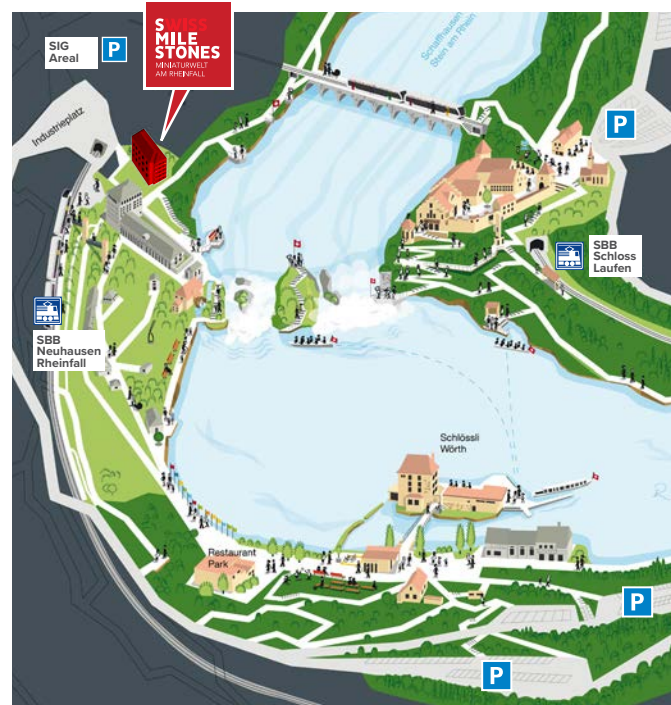 SWISS
MILE
STONES
MINIATURWELT
AM RHEINFALL
SIG
Areal
P
Industrieplatz
Schaffhausen
Stein am Rhein
P
SBB
Schloss
Laufen
SBB
Neuhausen
Rheinfall
Schlössli
Wörth
Restaurant
Park
P
P